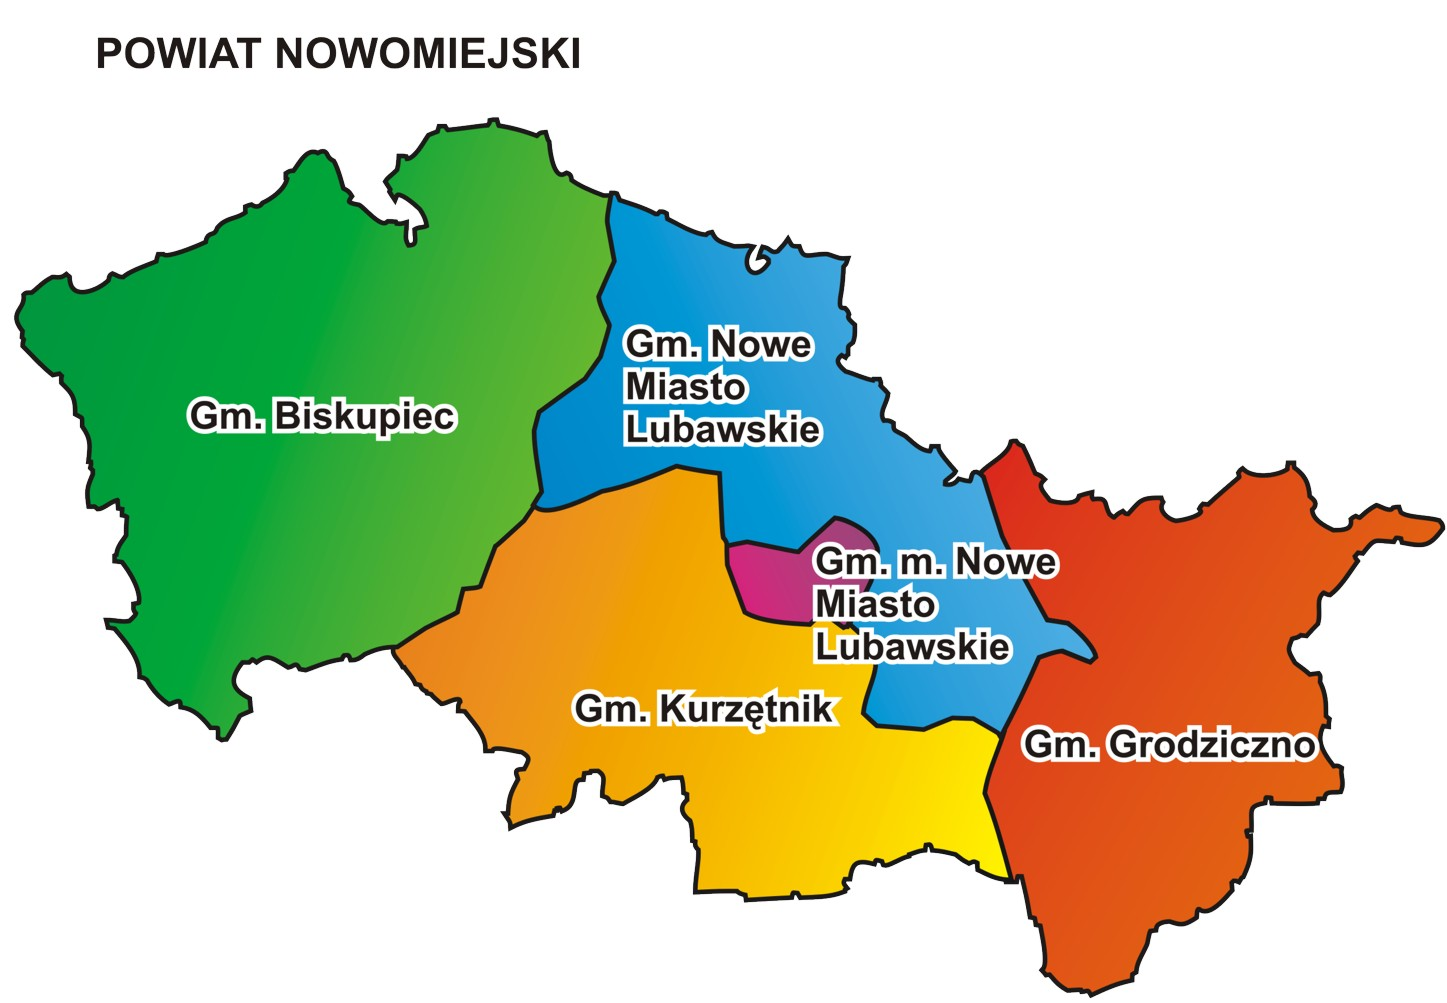 POWIAT NOWOMIEJSKI
Gm. Nowe
Miasto
Lubawskie
Gm. Biskupiec
Gm. m. Nowe
Miasto
Lubawskie
Gm. Kurzętnik
Gm. Grodziczno